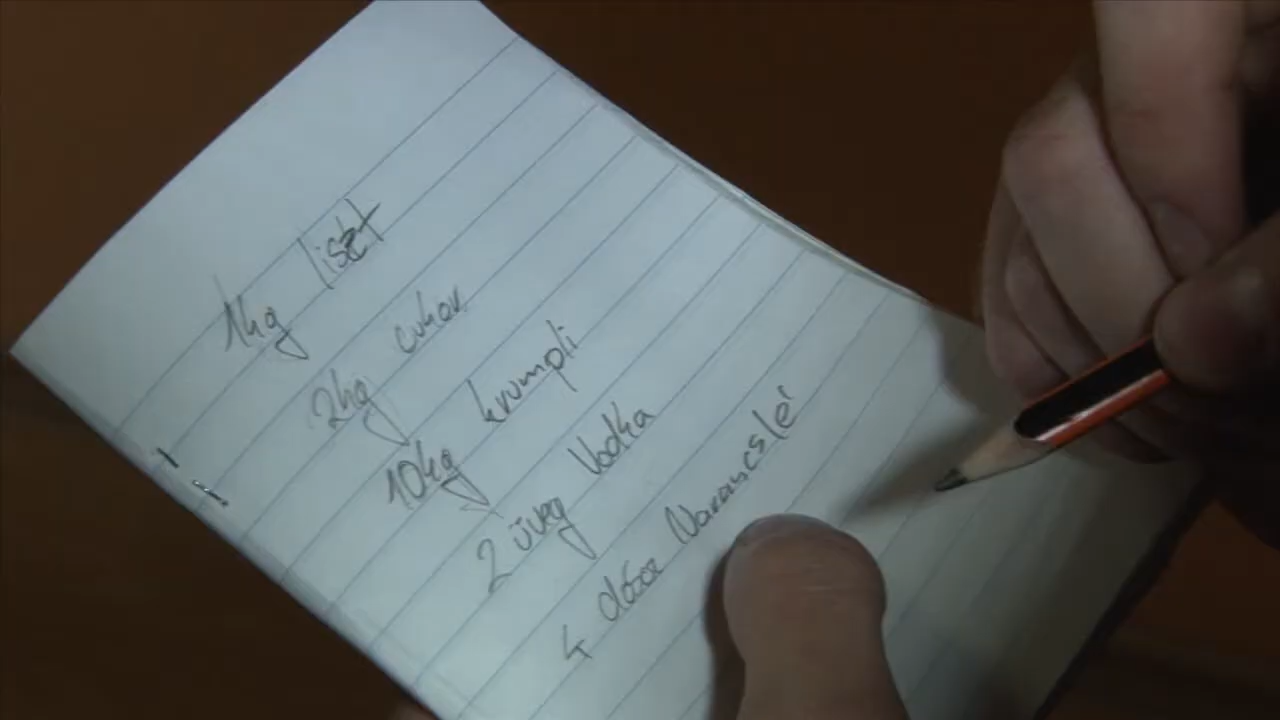 1kg liszt
2kg cukor
10kg krumpli
2 üveg Vodka
4 doboz Narancslé